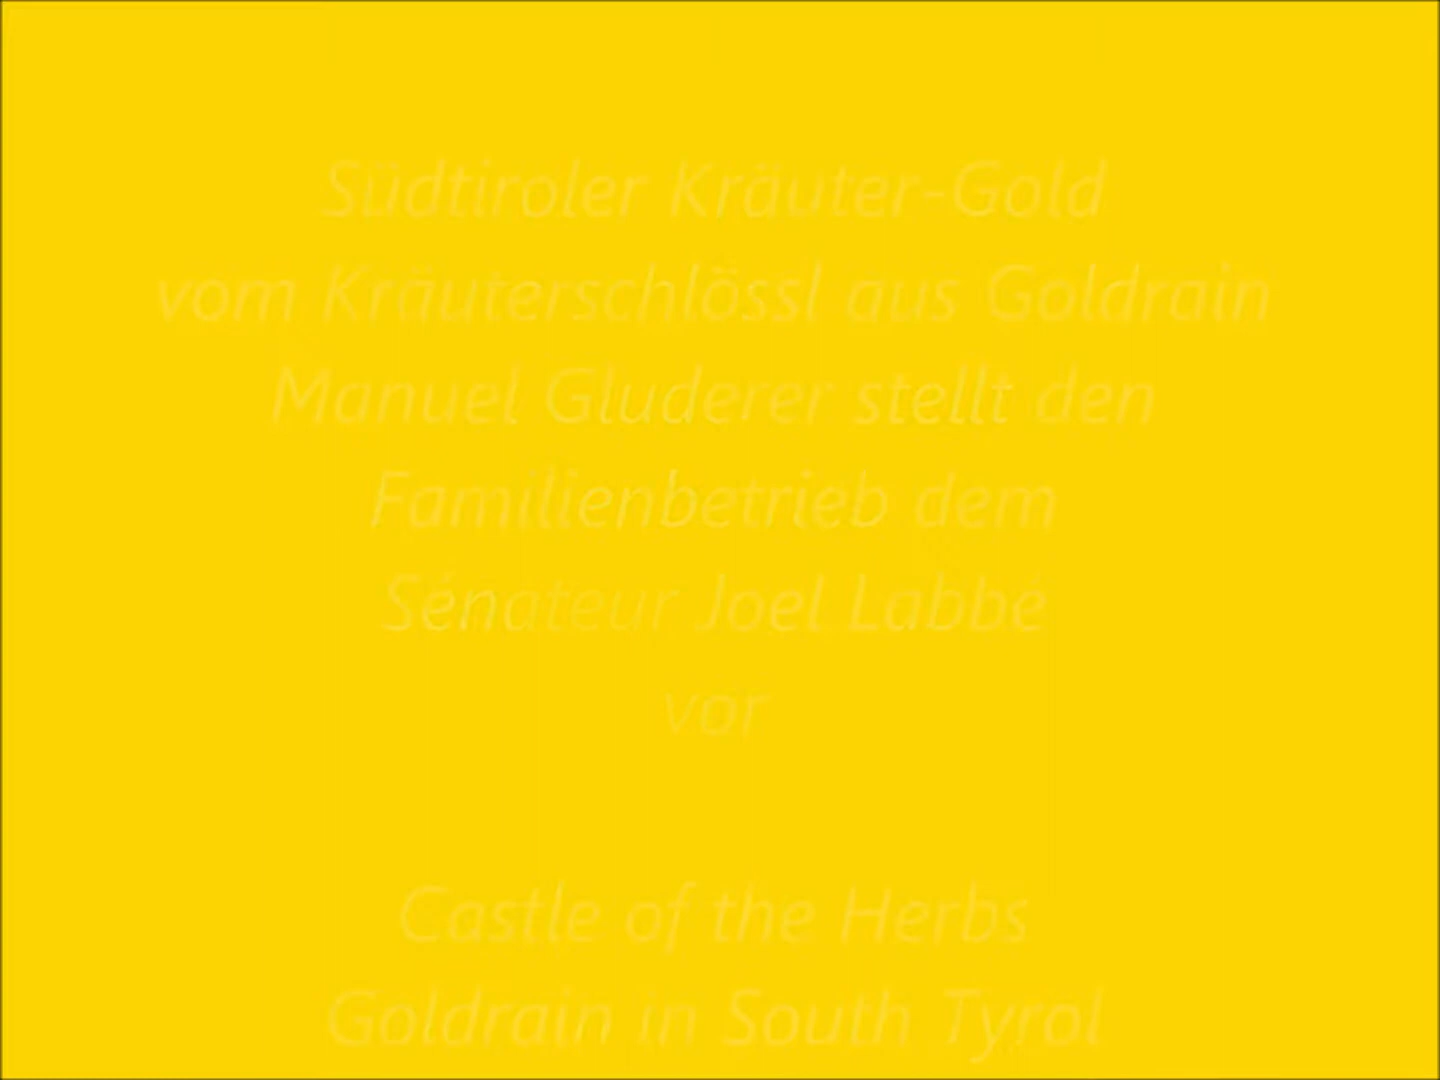 Südtiroler Kräuter-Gold
vom Kräuterschlössl aus Goldrain
Manuel Gluderer stellt den
Familienbetrieb dem
Sénateur Joel Labbé
vor
Castle of the Herbs
Goldrain in South Tyrol